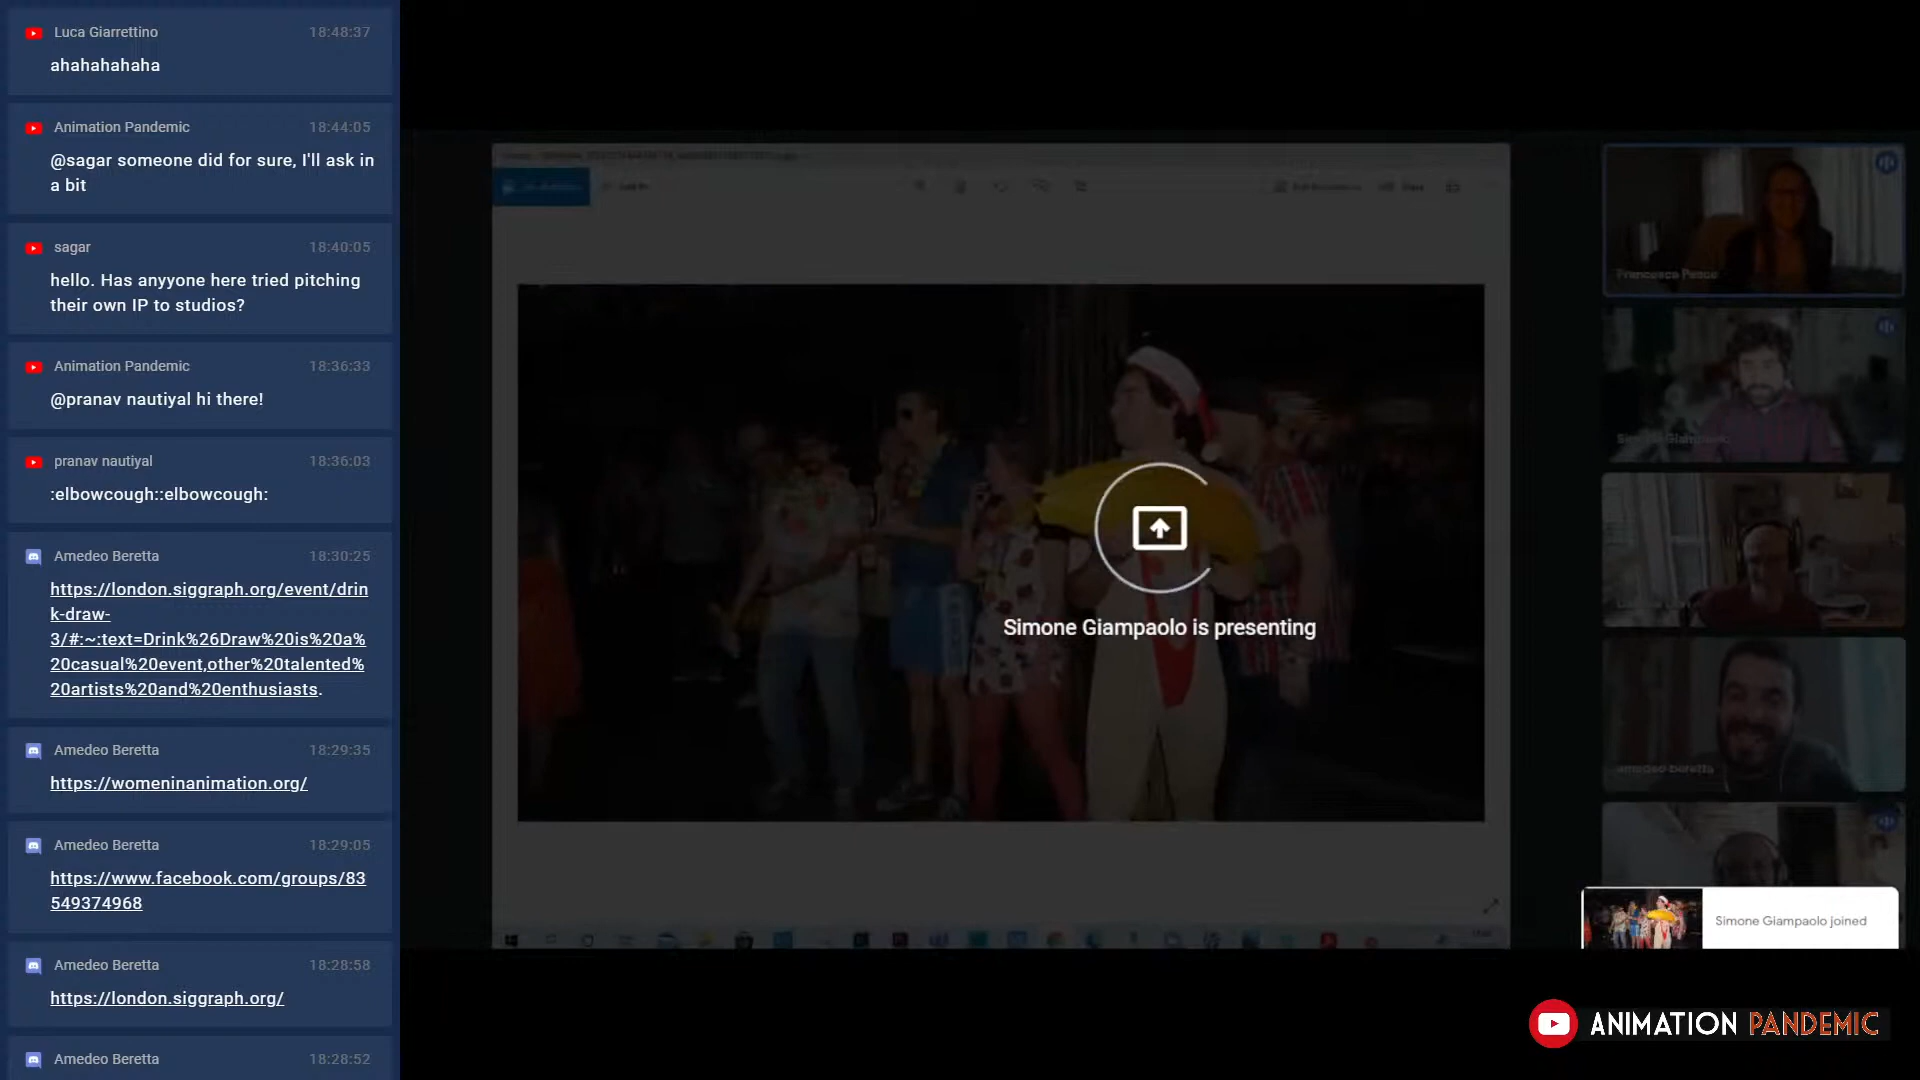 Luca Giarrettino 18:48:37
ahahahahaha
Animation Pandemic 18:44:05
@sagar someone did for sure, I'll ask in
a bit
sagar 18:40:05
hello. Has anyyone here tried pitching
their own IP to studios?
Animation Pandemic 18:36:33
@pranav nautiyal hi there!
pranav nautiyal 18:36:03
:elbowcough::elbowcough:
Amedeo Beretta 18:30:25
https://london.siggraph.org/event/drin
k-draw-
3/#:~:text=Drink%26Draw%20is%20a%
20casual%20event,other%20talented%
20artists%20and%20enthusiasts.
Amedeo Beretta 18:29:35
https://womeninanimation.org/
Amedeo Beretta 18:29:05
https://www.facebook.com/groups/83
549374968
Amedeo Beretta 18:28:58
https://london.siggraph.org/
Amedeo Beretta 18:28:52
Simone Giampaolo is presenting
Francesca Pesce
Simone Giampaolo
amedeo beretta
Simone Giampaolo joined
ANIMATION PANDEMIC